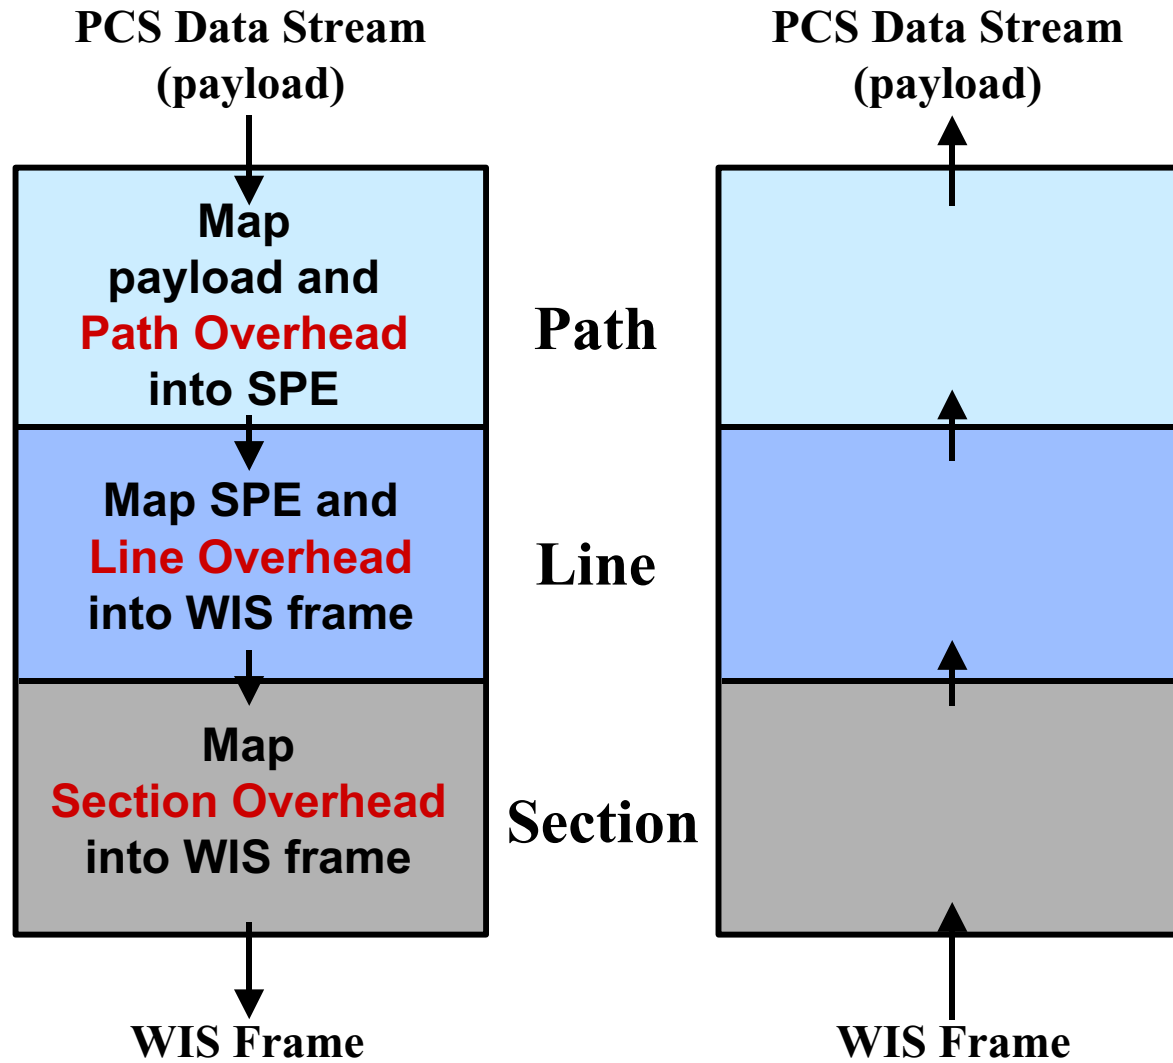 PCS Data Stream
(payload)
PCS Data Stream
(payload)
Map
payload and
Path Overhead
into SPE
Path
Map SPE and
Line Overhead
into WIS frame
Line
Map
Section Overhead
into WIS frame
Section
WIS Frame
WIS Frame